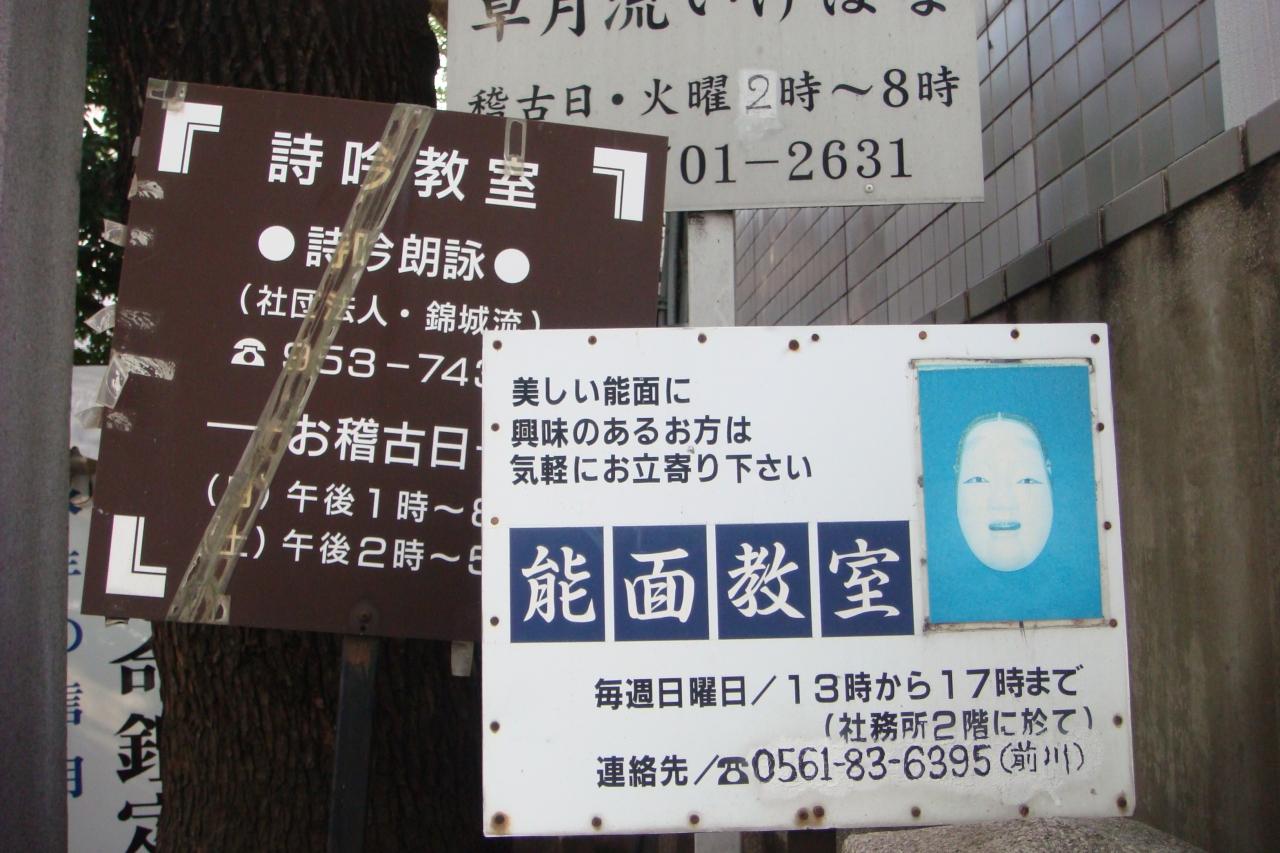 草月流いけばな
稽古日・火曜2時～8時
01-2631
詩吟教室
●詩吟朗詠●
(社団法人・錦城流)
☎953-743
お稽古日
午後1時～8
(土)午後2時～5
美しい能面に
興味のあるお方は
気軽にお立寄り下さい
能面教室
毎週日曜日/13時から17時まで
(社務所2階に於て)
連絡先/☎0561-83-6395(前川)
命鑑定